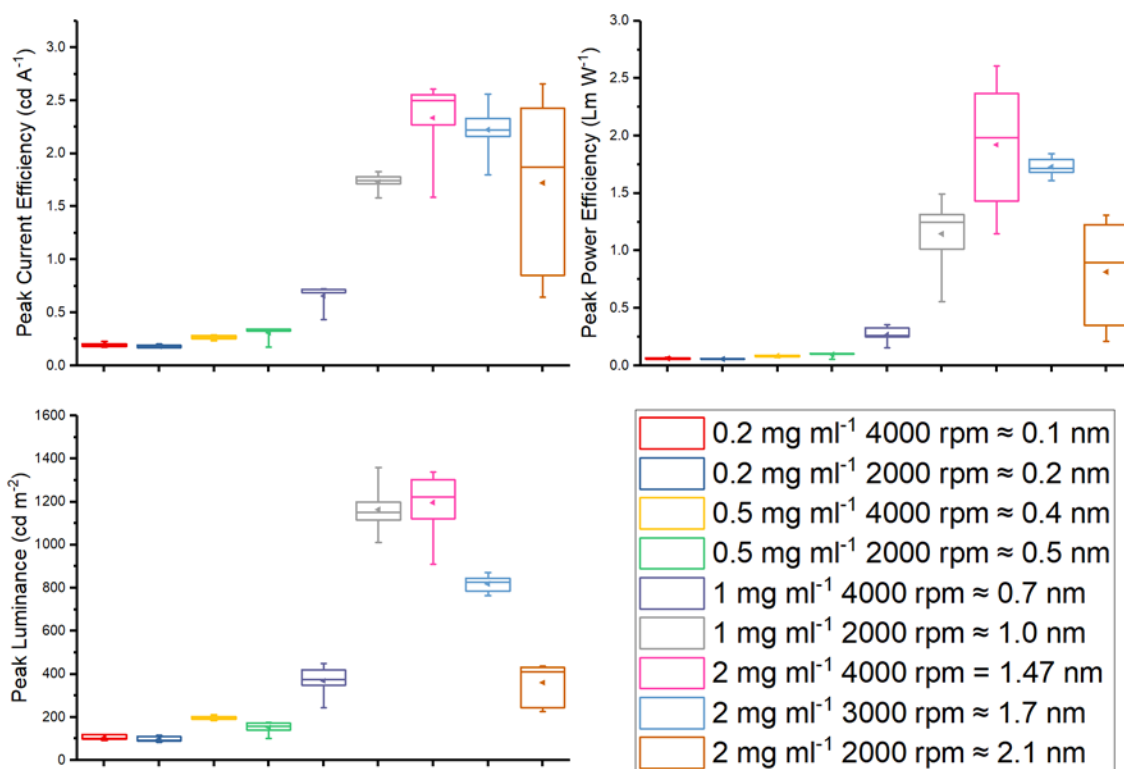 Peak Current Efficiency (cd A⁻¹)
3.0
2.5
2.0
1.5
1.0
0.5
0.0
Peak Power Efficiency (Lm W⁻¹)
3.0
2.5
2.0
1.5
1.0
0.5
0.0
Peak Luminance (cd m⁻²)
1600
1400
1200
1000
800
600
400
200
0
0.2 mg ml⁻¹ 4000 rpm ≈ 0.1 nm
0.2 mg ml⁻¹ 2000 rpm ≈ 0.2 nm
0.5 mg ml⁻¹ 4000 rpm ≈ 0.4 nm
0.5 mg ml⁻¹ 2000 rpm ≈ 0.5 nm
1 mg ml⁻¹ 4000 rpm ≈ 0.7 nm
1 mg ml⁻¹ 2000 rpm ≈ 1.0 nm
2 mg ml⁻¹ 4000 rpm = 1.47 nm
2 mg ml⁻¹ 3000 rpm ≈ 1.7 nm
2 mg ml⁻¹ 2000 rpm ≈ 2.1 nm